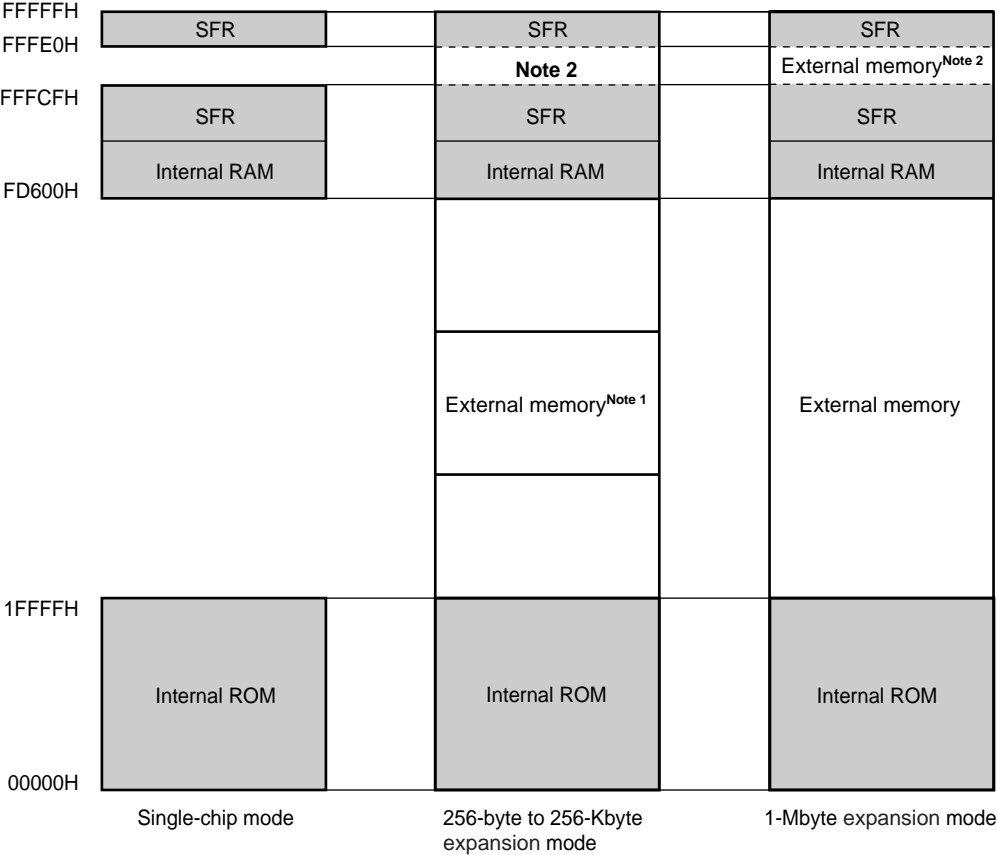 FFFFFH
SFR
SFR
SFR
FFFE0H
Note 2
External memoryNote 2
FFFCFH
SFR
SFR
SFR
Internal RAM
Internal RAM
Internal RAM
FD600H
External memoryNote 1
External memory
1FFFFH
Internal ROM
Internal ROM
Internal ROM
00000H
Single-chip mode
256-byte to 256-Kbyte
expansion mode
1-Mbyte expansion mode